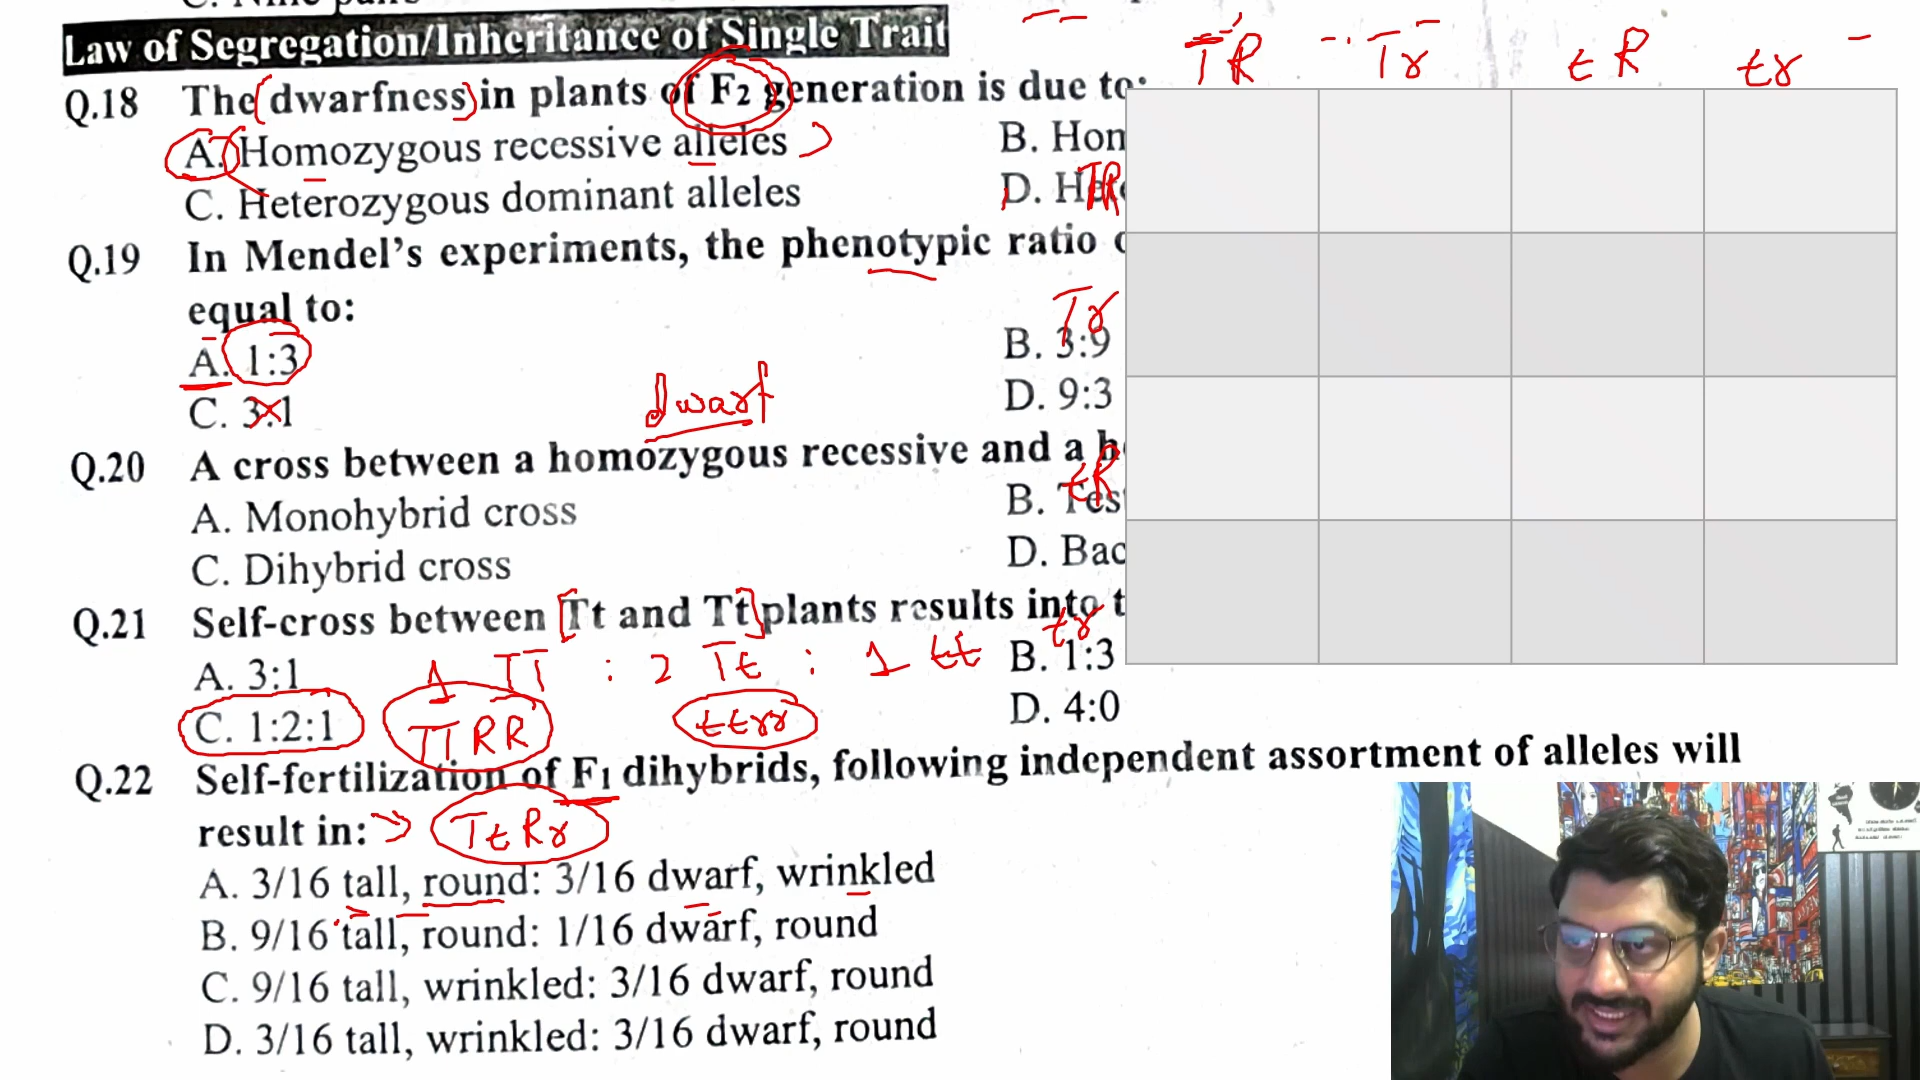 Law of Segregation/Inheritance of Single Trait
TR Tr tR tr
Q.18 The (dwarfness) in plants of F2 generation is due to:
A. Homozygous recessive alleles B. Hon
C. Heterozygous dominant alleles D.
TR
Q.19 In Mendel's experiments, the phenotypic ratio
equal to:
Tr
A. 1:3 B. 3:9
C. 3:1 D. 9:3
dwarf
Q.20 A cross between a homozygous recessive and a
tR
A. Monohybrid cross B. Tes
C. Dihybrid cross D. Bac
Q.21 Self-cross between [Tt and Tt] plants results into t
tr
A. 3:1 B. 1:3
1 TT : 2 Tt : 1 tt
C. 1:2:1 D. 4:0
TTRR ttrr
Q.22 Self-fertilization of F1 dihybrids, following independent assortment of alleles will
result in: TtRr
A. 3/16 tall, round: 3/16 dwarf, wrinkled
B. 9/16 tall, round: 1/16 dwarf, round
C. 9/16 tall, wrinkled: 3/16 dwarf, round
D. 3/16 tall, wrinkled: 3/16 dwarf, round